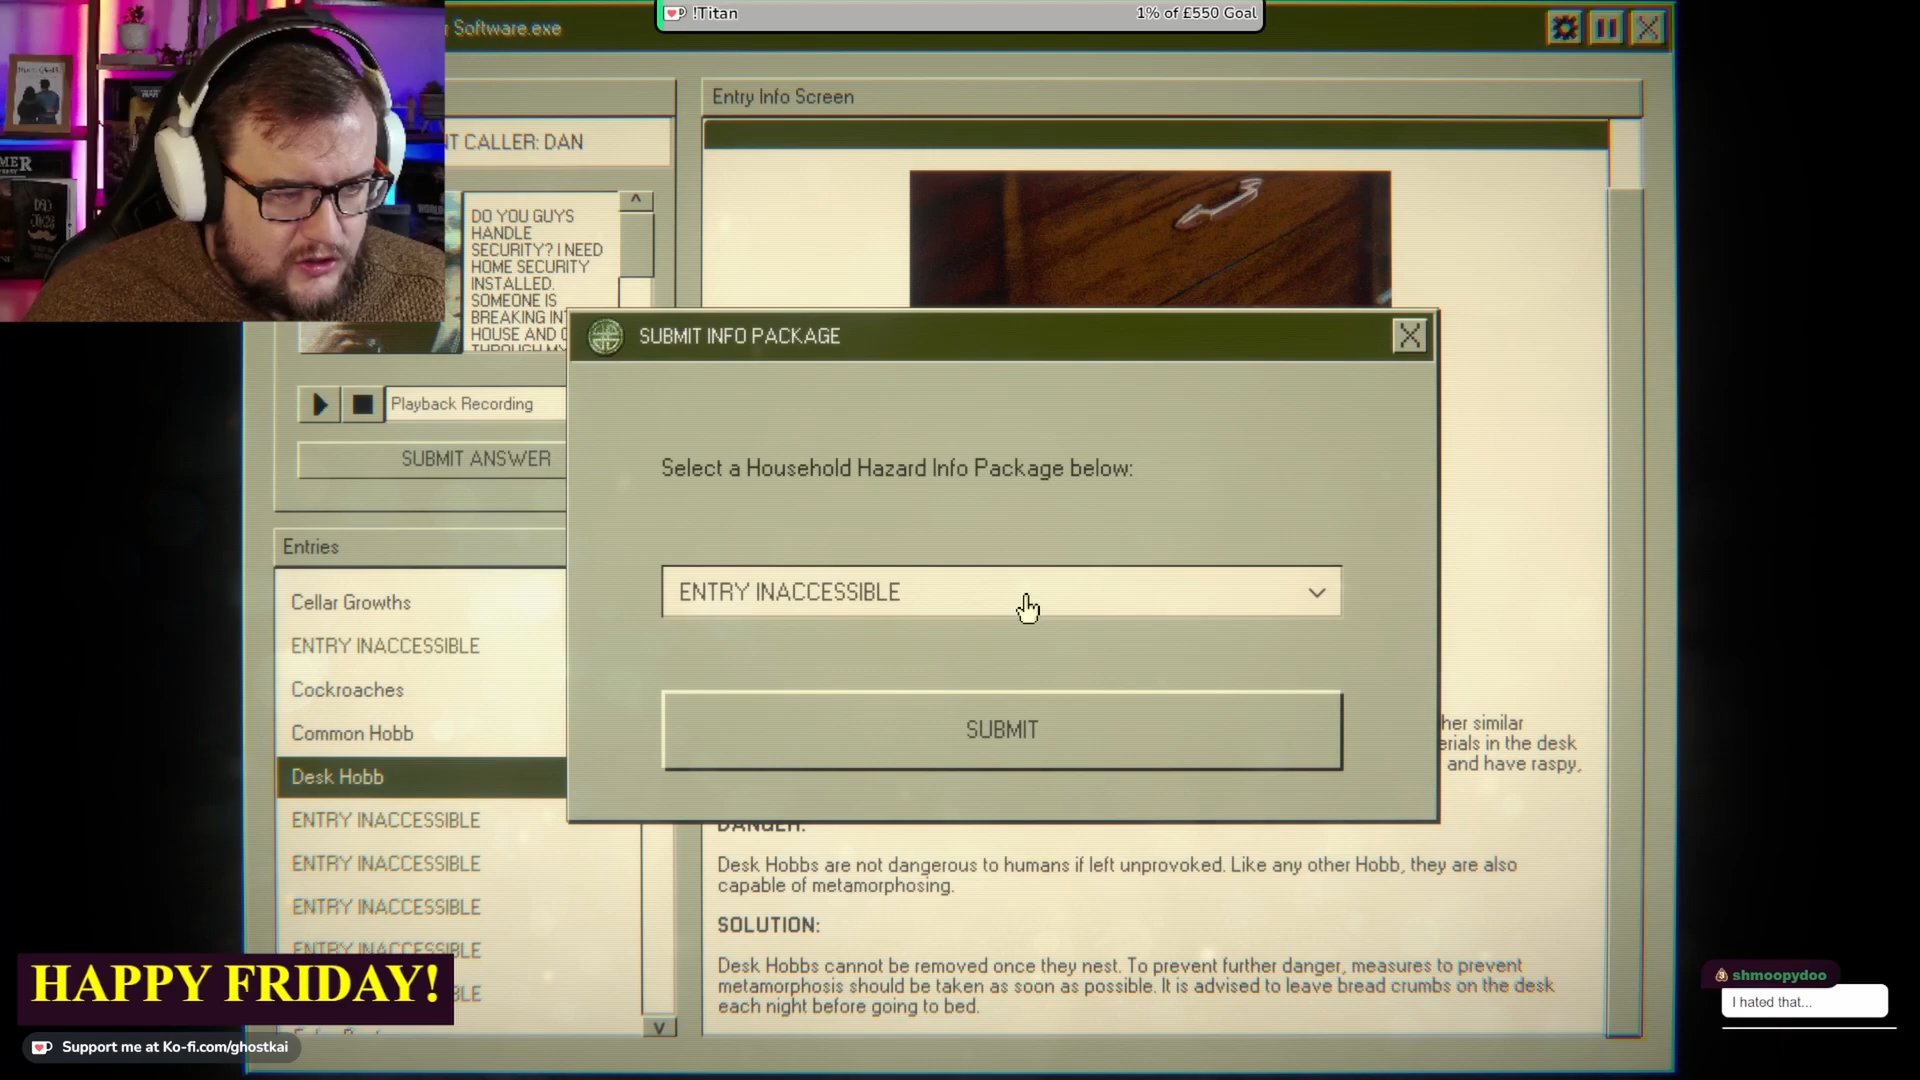 !Titan
1% of £550 Goal
Software.exe
Entry Info Screen
NT CALLER: DAN
DO YOU GUYS
HANDLE
SECURITY? I NEED
HOME SECURITY
INSTALLED.
SOMEONE IS
BREAKING IN
HOUSE AND
THROUGH MY
SUBMIT INFO PACKAGE
Playback Recording
SUBMIT ANSWER
Select a Household Hazard Info Package below:
ENTRY INACCESSIBLE
SUBMIT
Entries
Cellar Growths
ENTRY INACCESSIBLE
Cockroaches
Common Hobb
Desk Hobb
ENTRY INACCESSIBLE
ENTRY INACCESSIBLE
ENTRY INACCESSIBLE
ENTRY INACCESSIBLE
her similar
erials in the desk
and have raspy,
DANGER:
Desk Hobbs are not dangerous to humans if left unprovoked. Like any other Hobb, they are also
capable of metamorphosing.
SOLUTION:
Desk Hobbs cannot be removed once they nest. To prevent further danger, measures to prevent
metamorphosis should be taken as soon as possible. It is advised to leave bread crumbs on the desk
each night before going to bed.
HAPPY FRIDAY!
Support me at Ko-fi.com/ghostkai
shmoopydoo
I hated that...